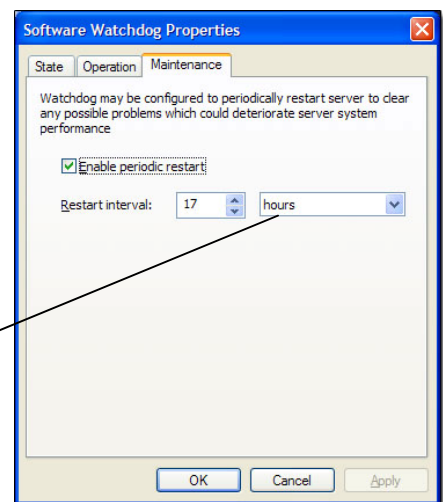 Software Watchdog Properties
State Operation Maintenance
Watchdog may be configured to periodically restart server to clear
any possible problems which could deteriorate server system
performance
Enable periodic restart
Restart interval: 17 hours
OK Cancel Apply